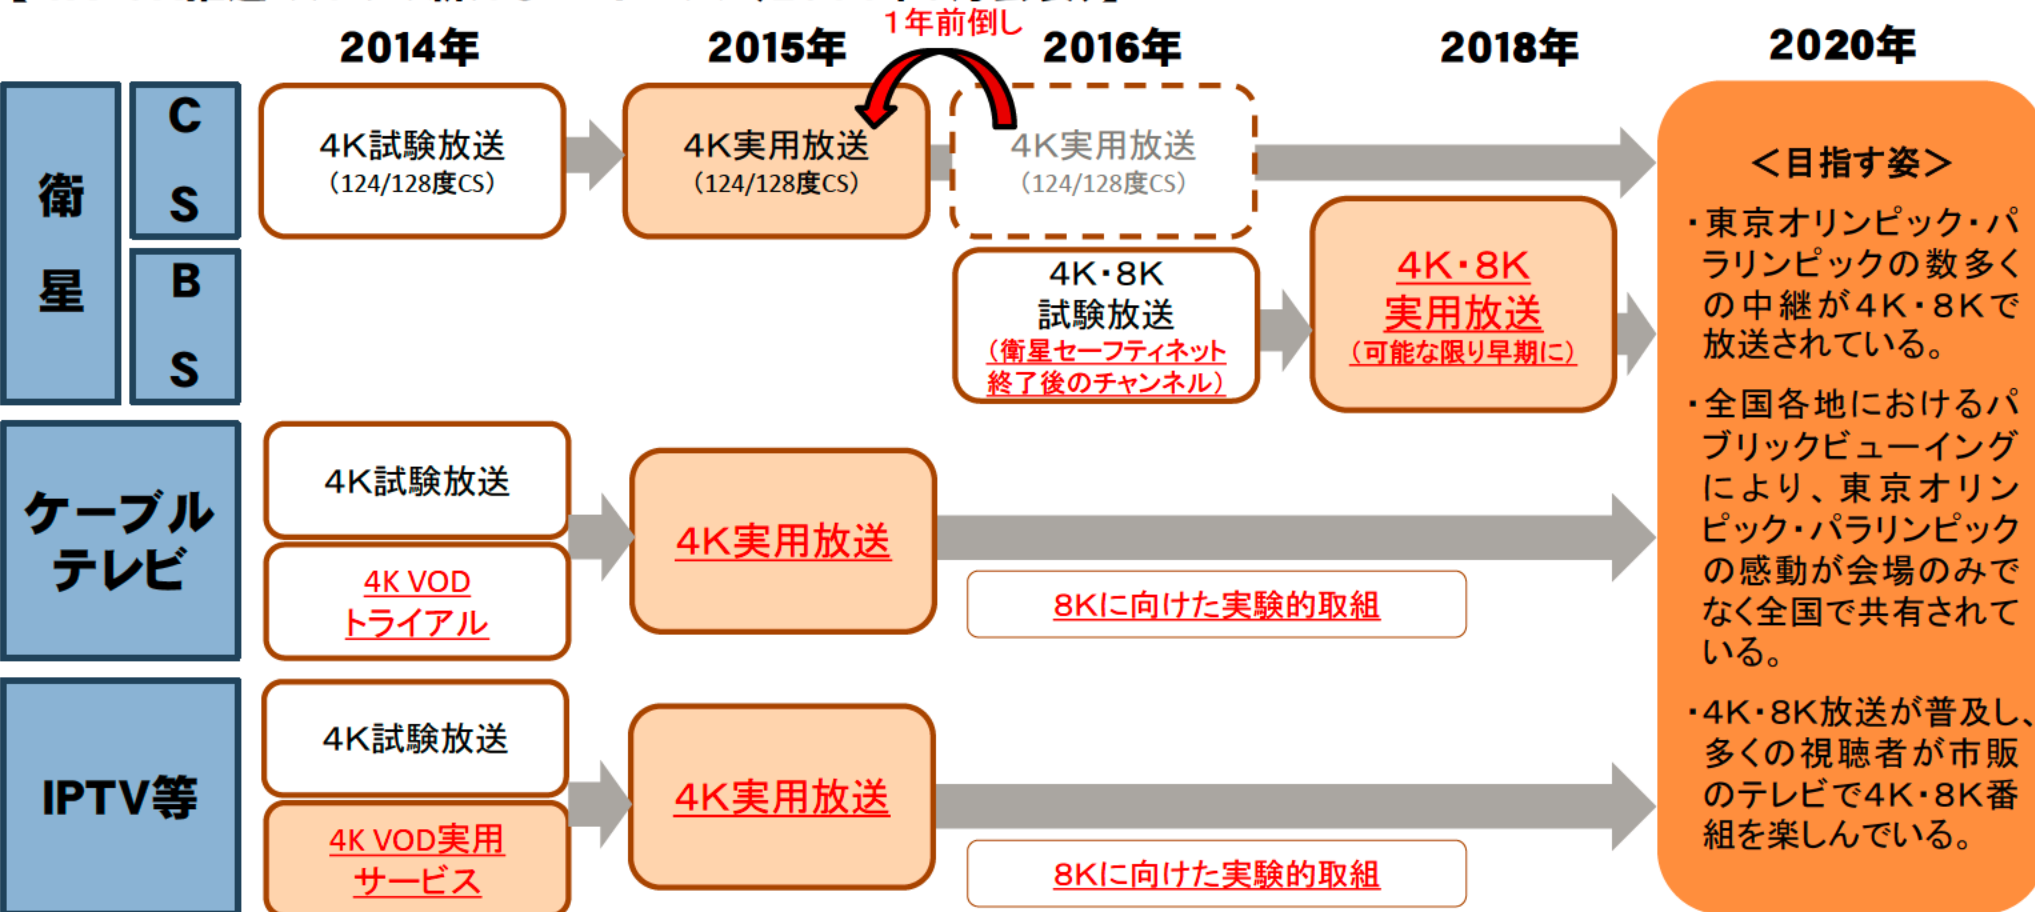 1年前倒し
2014年
2015年
2016年
2018年
2020年
衛
星
C
S
4K試験放送
(124/128度CS)
4K実用放送
(124/128度CS)
4K実用放送
(124/128度CS)
B
S
4K・8K
試験放送
(衛星セーフティネット
終了後のチャンネル)
4K・8K
実用放送
(可能な限り早期に)
ケーブル
テレビ
4K試験放送
4K VOD
トライアル
4K実用放送
8Kに向けた実験的取組
IPTV等
4K試験放送
4K VOD実用
サービス
4K実用放送
8Kに向けた実験的取組
＜目指す姿＞
・東京オリンピック・パ
ラリンピックの数多く
の中継が4K・8Kで
放送されている。
・全国各地におけるパ
ブリックビューイング
により、東京オリン
ピック・パラリンピック
の感動が会場のみで
なく全国で共有されて
いる。
・4K・8K放送が普及し、
多くの視聴者が市販
のテレビで4K・8K番
組を楽しんでいる。